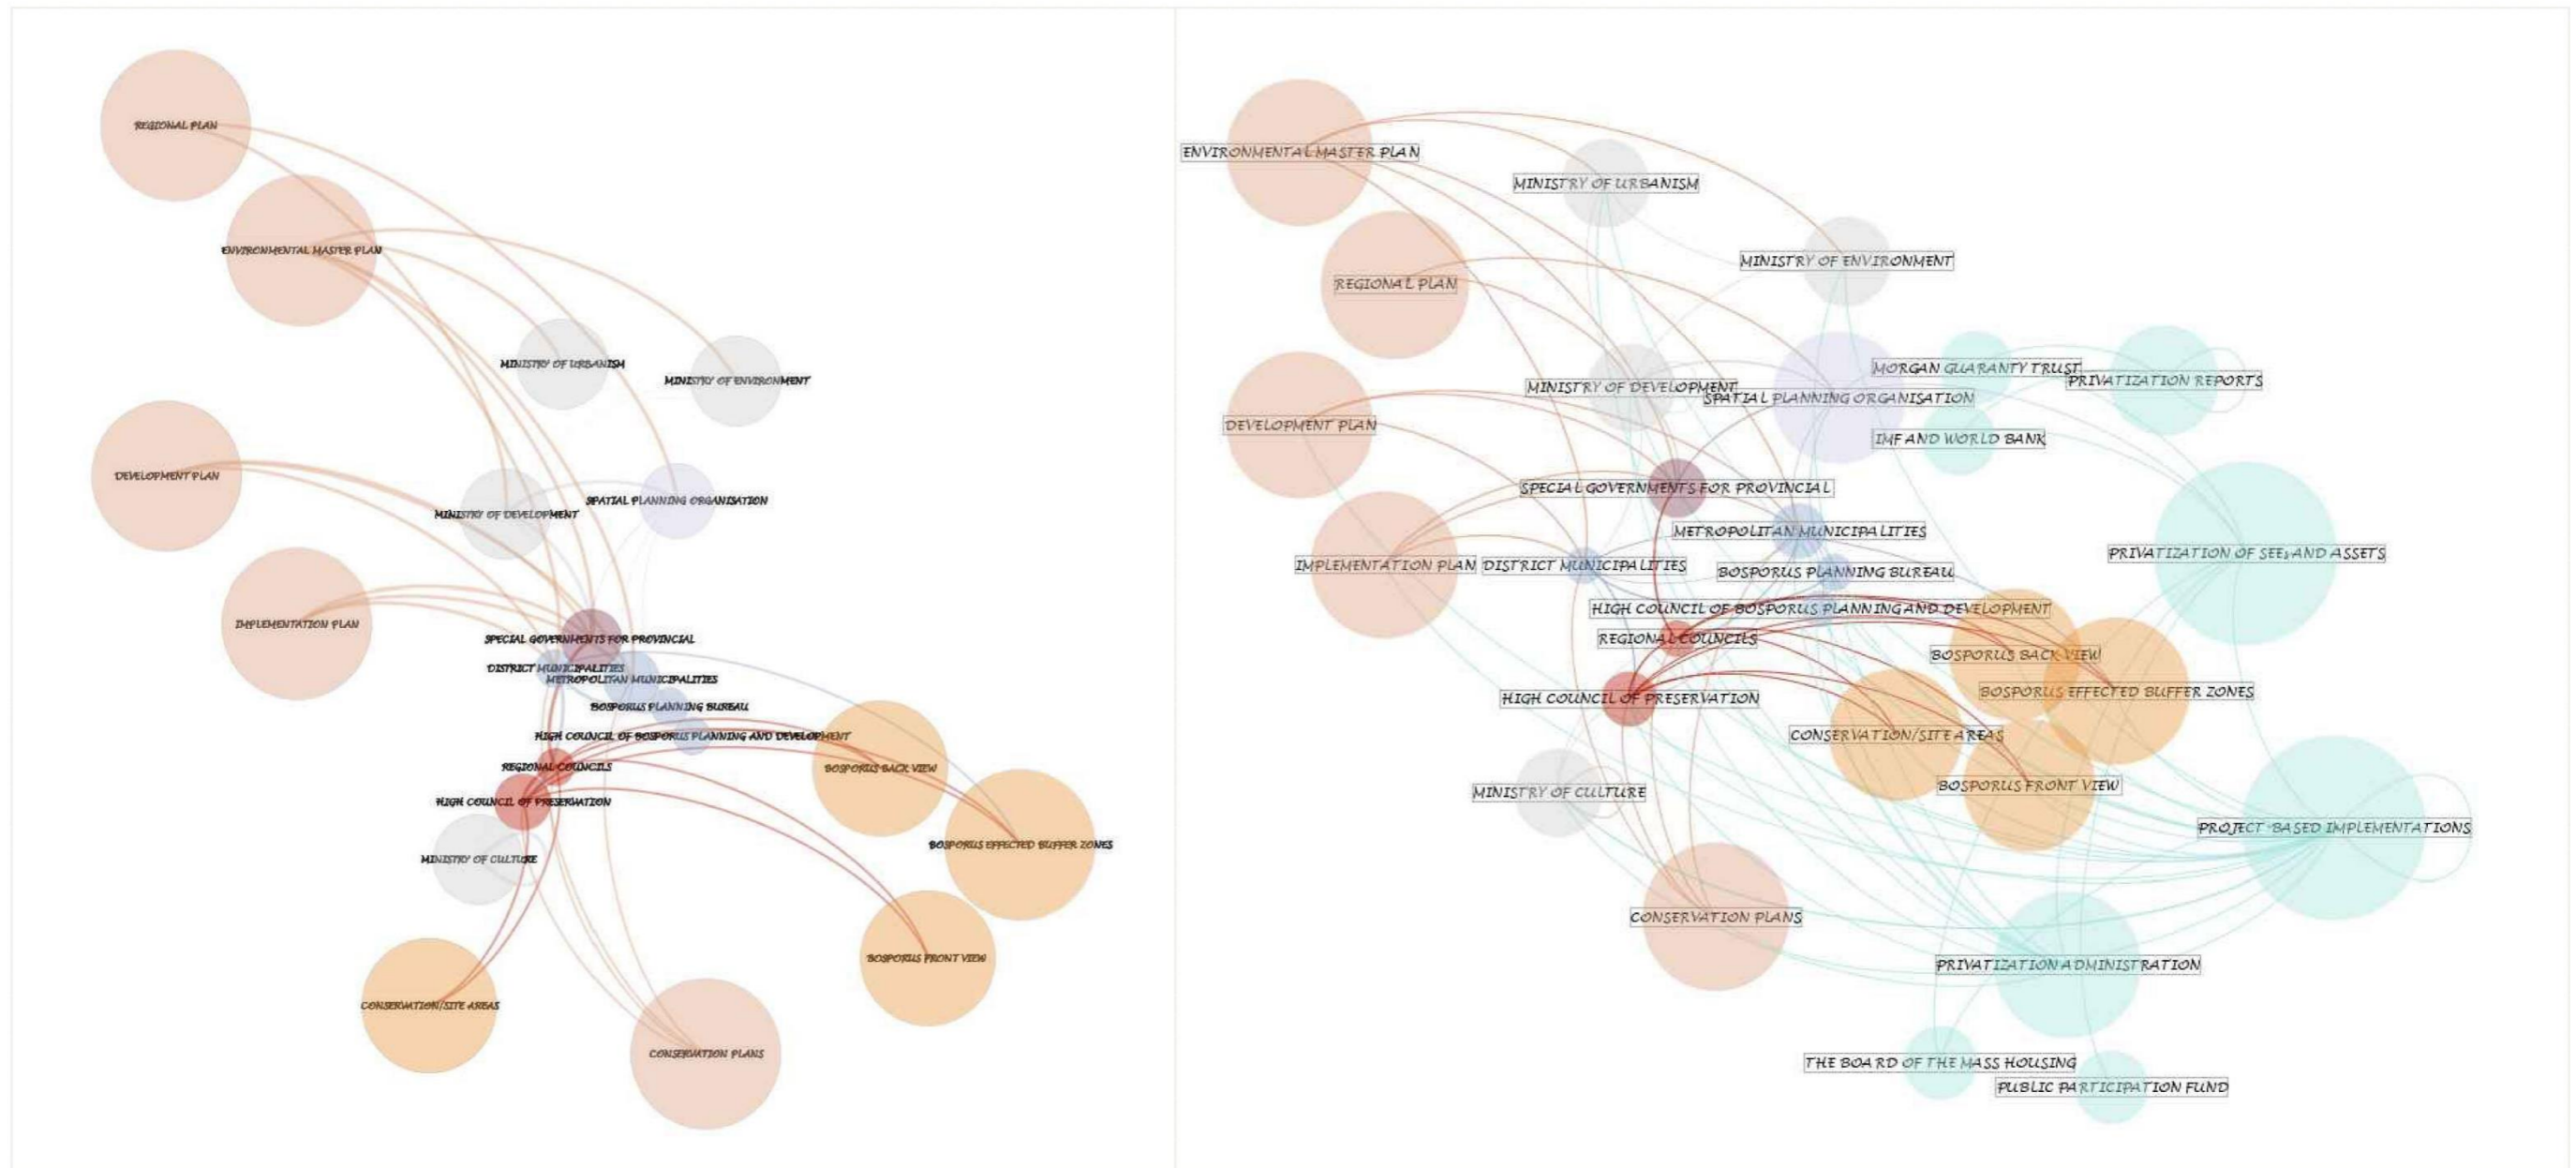 REGIONAL PLAN
ENVIRONMENTAL MASTER PLAN
MINISTRY OF URBANISM
MINISTRY OF ENVIRONMENT
DEVELOPMENT PLAN
SPATIAL PLANNING ORGANISATION
MINISTRY OF DEVELOPMENT
IMPLEMENTATION PLAN
SPECIAL GOVERNMENTS FOR PROVINCIAL
DISTRICT MUNICIPALITIES
METROPOLITAN MUNICIPALITIES
BOSPORUS PLANNING BUREAU
HIGH COUNCIL OF BOSPORUS PLANNING AND DEVELOPMENT
REGIONAL COUNCILS
BOSPORUS BACK VIEW
HIGH COUNCIL OF PRESERVATION
BOSPORUS EFFECTED BUFFER ZONES
MINISTRY OF CULTURE
BOSPORUS FRONT VIEW
CONSERVATION/SITE AREAS
CONSERVATION PLANS
ENVIRONMENTAL MASTER PLAN
MINISTRY OF URBANISM
MINISTRY OF ENVIRONMENT
REGIONAL PLAN
MORGAN GUARANTY TRUST
PRIVATIZATION REPORTS
MINISTRY OF DEVELOPMENT
SPATIAL PLANNING ORGANISATION
DEVELOPMENT PLAN
IMF AND WORLD BANK
SPECIAL GOVERNMENTS FOR PROVINCIAL
METROPOLITAN MUNICIPALITIES
PRIVATIZATION OF SEEs AND ASSETS
IMPLEMENTATION PLAN
DISTRICT MUNICIPALITIES
BOSPORUS PLANNING BUREAU
HIGH COUNCIL OF BOSPORUS PLANNING AND DEVELOPMENT
REGIONAL COUNCILS
BOSPORUS BACK VIEW
BOSPORUS EFFECTED BUFFER ZONES
HIGH COUNCIL OF PRESERVATION
CONSERVATION/SITE AREAS
BOSPORUS FRONT VIEW
MINISTRY OF CULTURE
PROJECT-BASED IMPLEMENTATIONS
CONSERVATION PLANS
PRIVATIZATION ADMINISTRATION
THE BOARD OF THE MASS HOUSING
PUBLIC PARTICIPATION FUND